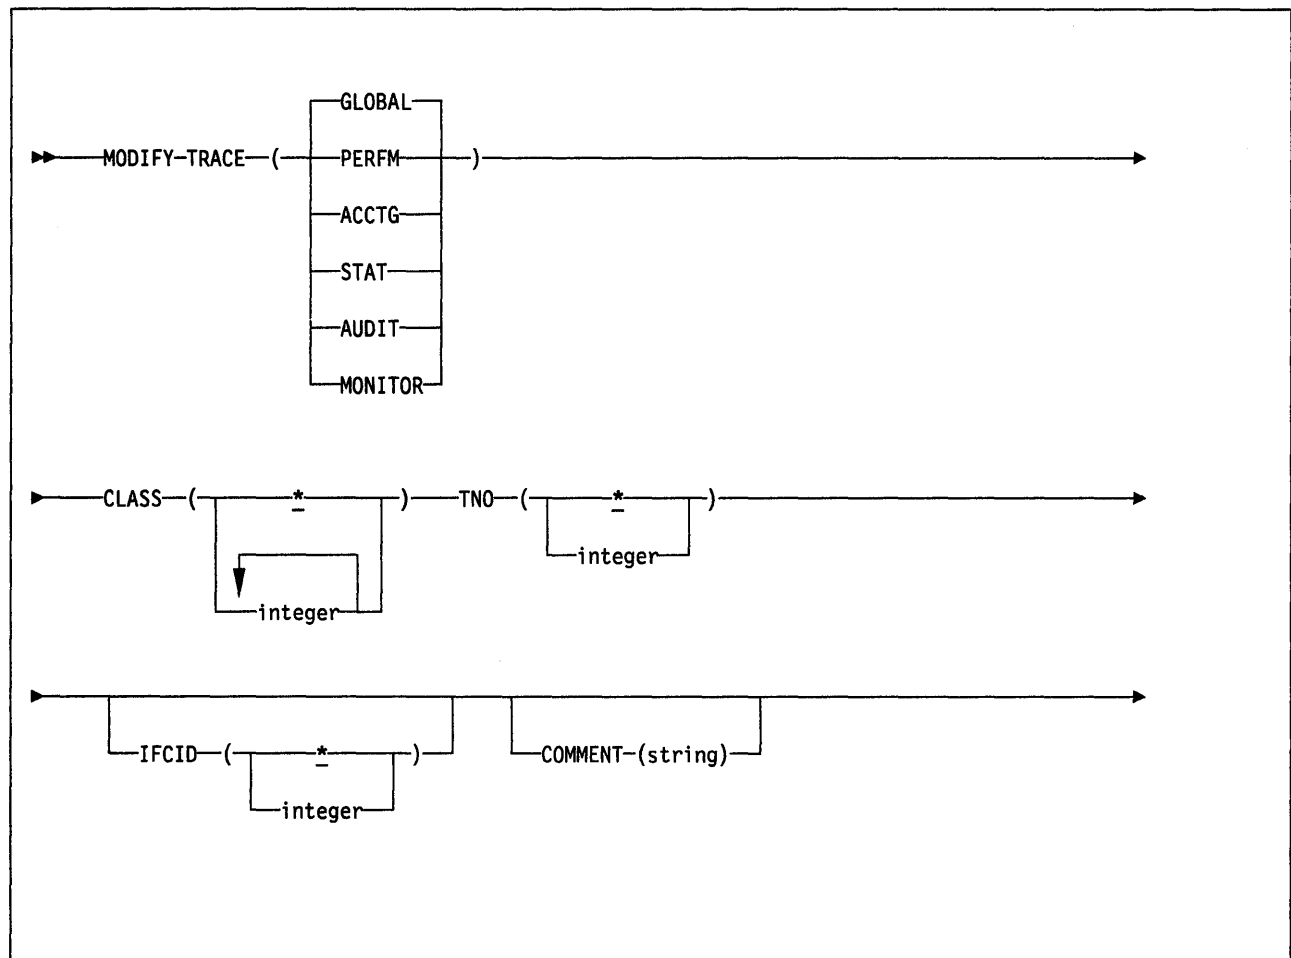 GLOBAL
MODIFY TRACE ( PERFM )
ACCTG
STAT
AUDIT
MONITOR
CLASS ( * ) TNO ( * )
integer
integer
IFCID ( * ) COMMENT (string)
integer